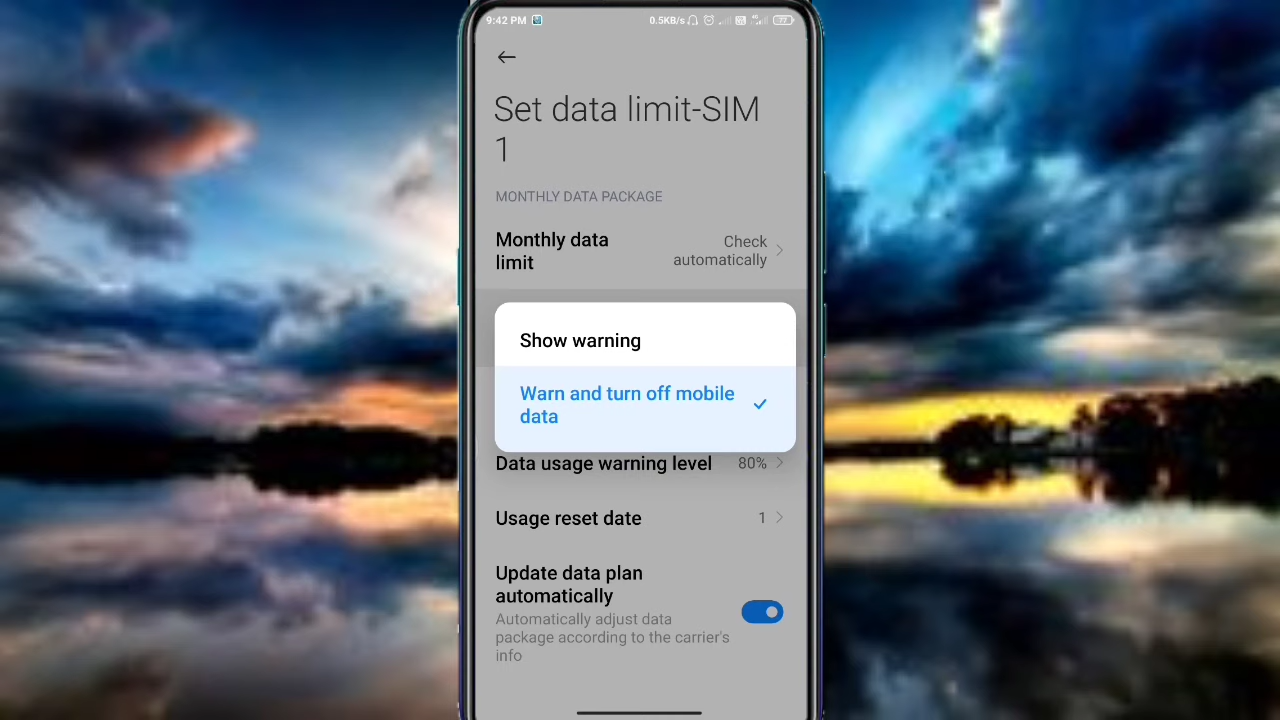 9:42 PM 0.5KB/s 77
Set data limit-SIM
1
MONTHLY DATA PACKAGE
Monthly data
limit
Check
automatically
Show warning
Warn and turn off mobile
data
Data usage warning level 80%
Usage reset date 1
Update data plan
automatically
Automatically adjust data
package according to the carrier's
info